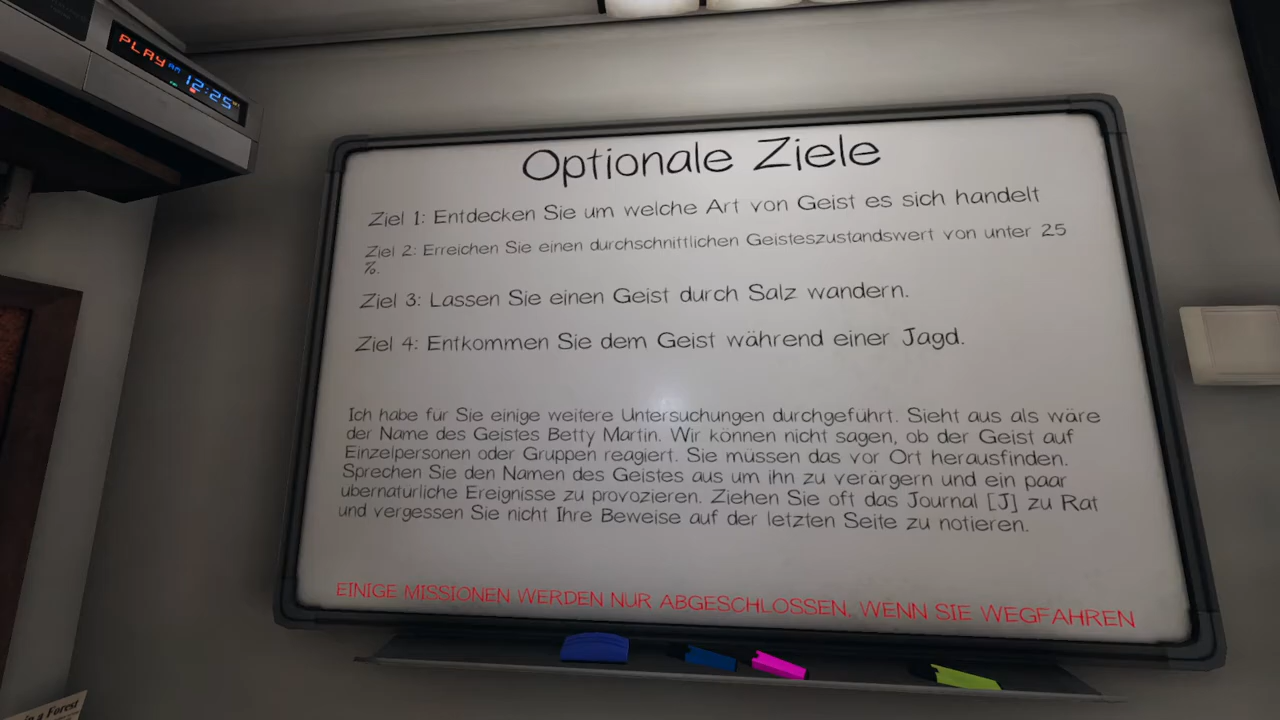 PLAY
12:25
Optionale Ziele
Ziel 1: Entdecken Sie um welche Art von Geist es sich handelt
Ziel 2: Erreichen Sie einen durchschnittlichen Geisteszustandswert von unter 25
%.
Ziel 3: Lassen Sie einen Geist durch Salz wandern.
Ziel 4: Entkommen Sie dem Geist während einer Jagd.
Ich habe fur Sie einige weitere Untersuchungen durchgeführt. Sieht aus als wäre
der Name des Geistes Betty Martin. Wir können nicht sagen, ob der Geist auf
Einzelpersonen oder Gruppen reagiert. Sie müssen das vor Ort herausfinden.
Sprechen Sie den Namen des Geistes aus um ihn zu verärgern und ein paar
ubernaturliche Ereignisse zu provozieren. Ziehen Sie oft das Journal [J] zu Rat
und vergessen Sie nicht Ihre Beweise auf der letzten Seite zu notieren.
EINIGE MISSIONEN WERDEN NUR ABGESCHLOSSEN, WENN SIE WEGFAHREN
Forest